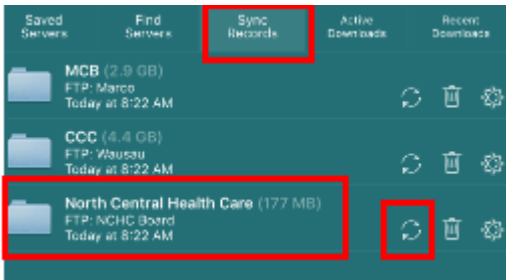 Saved Servers
Find Servers
Sync Records
Active Downloads
Recent Downloads
MCB (2.9 GB)
FTP: Marco
Today at 8:22 AM
CCC (4.4 GB)
FTP: Wausau
Today at 8:22 AM
North Central Health Care (177 MB)
FTP: NCHC Board
Today at 8:22 AM